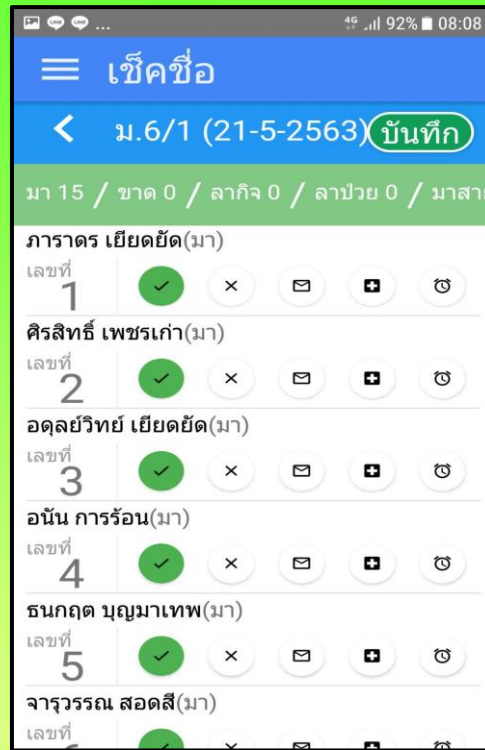 4G 92% 08:08
เช็คชื่อ
ม.6/1 (21-5-2563) บันทึก
มา 15 / ขาด 0 / ลากิจ 0 / ลาป่วย 0 / มาสา
ภาราดร เยียดยัด(มา)
เลขที่
1
ศิรสิทธิ์ เพชรเก่า(มา)
เลขที่
2
อดุลย์วิทย์ เยียดยัด(มา)
เลขที่
3
อนัน การร้อน(มา)
เลขที่
4
ธนกฤต บุญมาเทพ(มา)
เลขที่
5
จารุวรรณ สอดสี(มา)
เลขที่